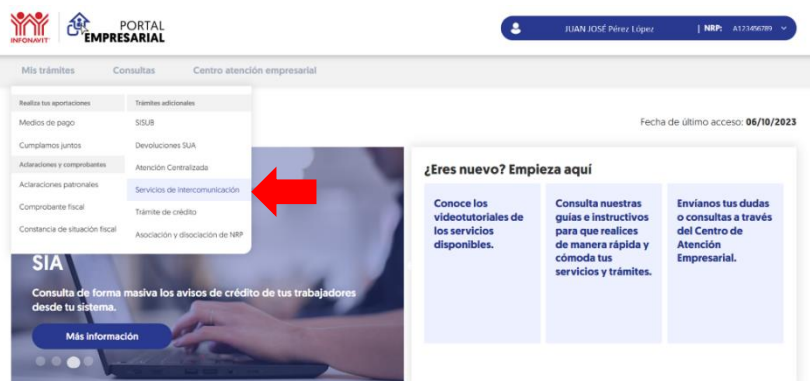 INFONAVIT
PORTAL
EMPRESARIAL
JUAN JOSÉ Pérez López | NRP: A123456789
Mis trámites Consultas Centro atención empresarial
Realiza tus aportaciones
Medios de pago
Cumplamos juntos
Aclaraciones y comprobantes
Aclaraciones patronales
Comprobante fiscal
Constancia de situación fiscal
Trámites adicionales
SISUB
Devoluciones SUA
Atención Centralizada
Servicios de intercomunicación
Trámite de crédito
Asociación y disociación de NRP
Fecha de último acceso: 06/10/2023
SIA
Consulta de forma masiva los avisos de crédito de tus trabajadores
desde tu sistema.
Más información
¿Eres nuevo? Empieza aquí
Conoce los
videotutoriales de
los servicios
disponibles.
Consulta nuestras
guías e instructivos
para que realices
de manera rápida y
cómoda tus
servicios y trámites.
Envíanos tus dudas
o consultas a través
del Centro de
Atención
Empresarial.